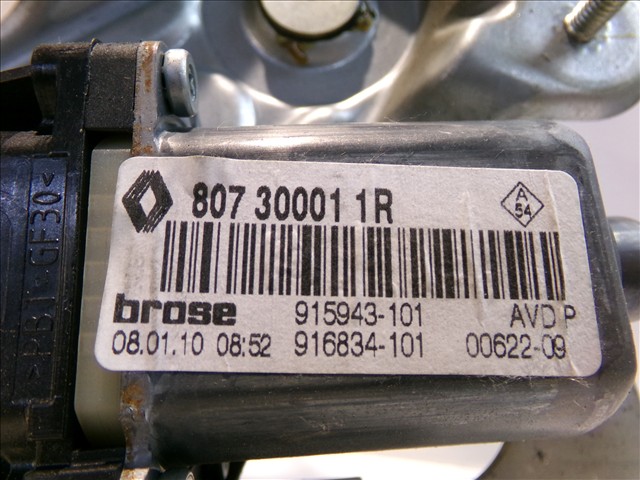 807 30001 1R
A
54
brose
915943-101
AVD P
08.01.10 08:52
916834-101
00622-09
>PBT-GF30<